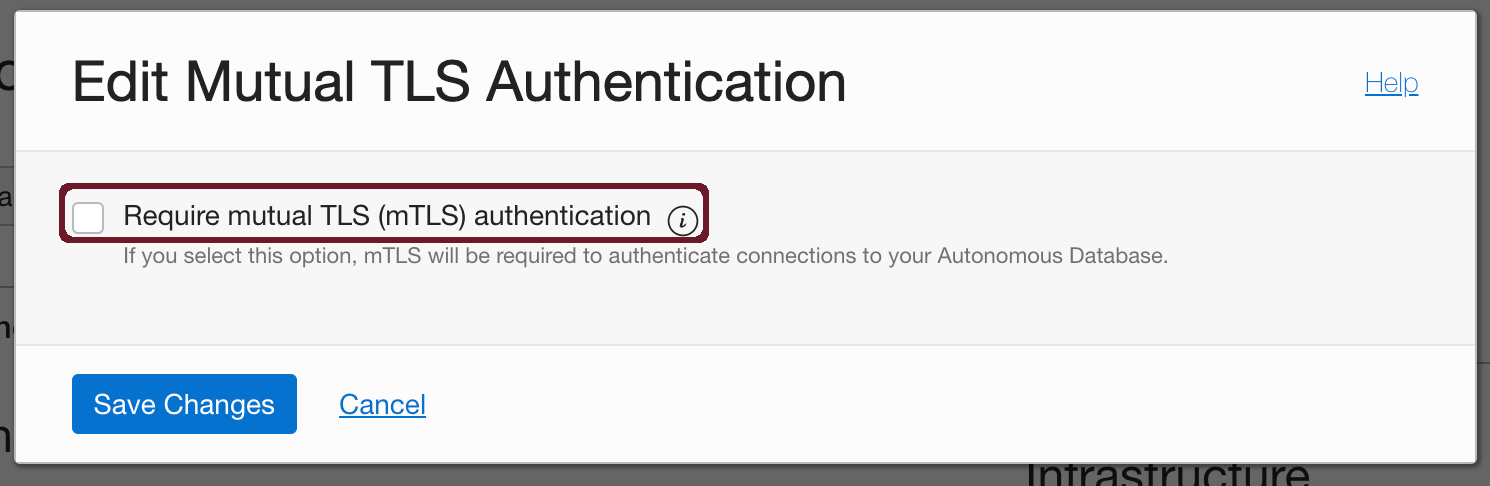 Edit Mutual TLS Authentication
Help
Require mutual TLS (mTLS) authentication
If you select this option, mTLS will be required to authenticate connections to your Autonomous Database.
Save Changes
Cancel
Infrastructure